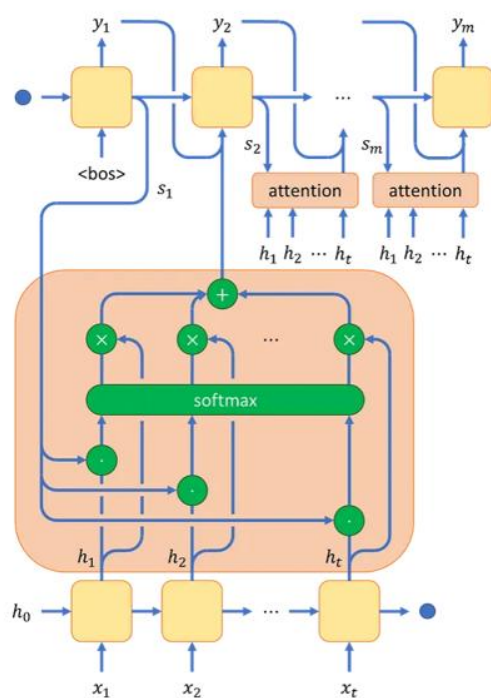 y₁ y₂ yₘ
...
<bos> s₁ s₂ sₘ
attention attention
h₁ h₂ ... hₜ h₁ h₂ ... hₜ
+
× × ... ×
softmax
·
·
·
h₁ h₂ hₜ
h₀ ...
x₁ x₂ xₜ